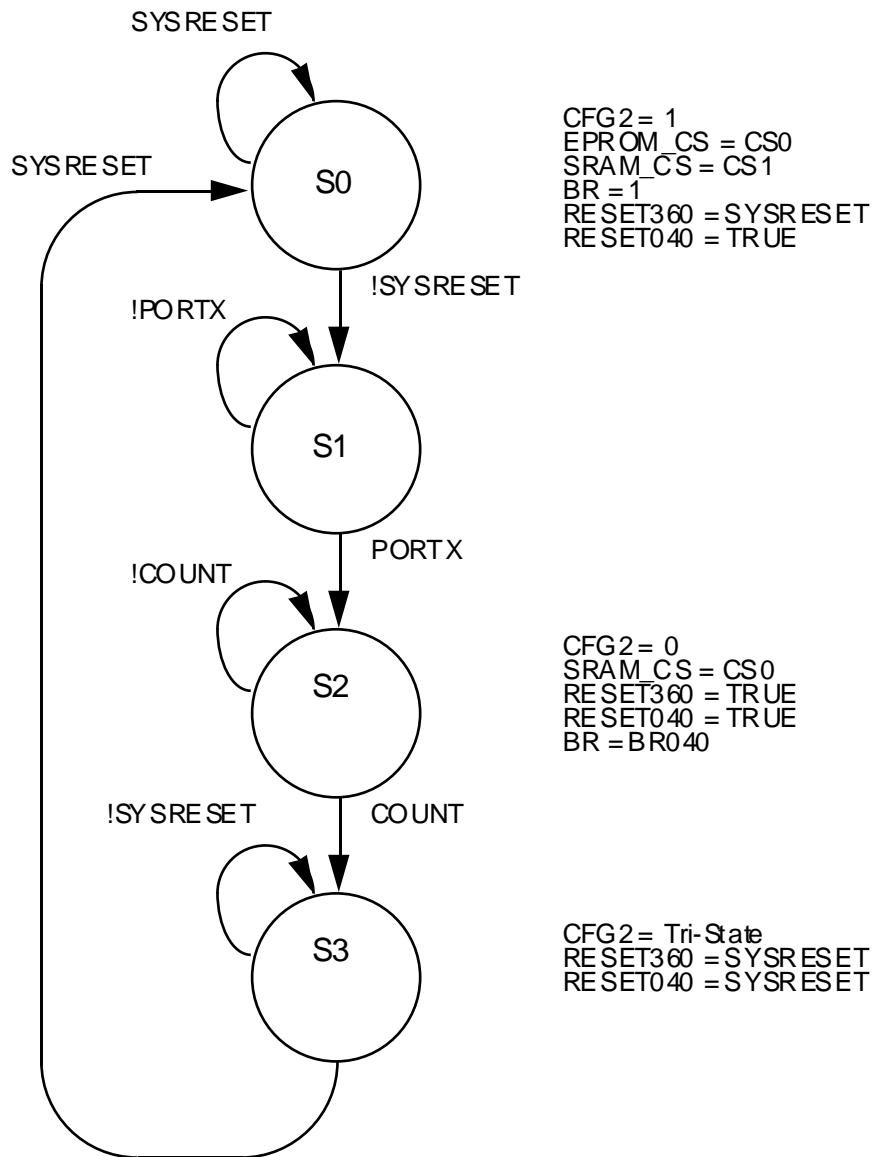 SYSRESET
SYSRESET
S0
CFG2 = 1
EPROM_CS = CS0
SRAM_CS = CS1
BR = 1
RESET360 = SYSRESET
RESET040 = TRUE
!SYSRESET
!PORTX
S1
PORTX
!COUNT
S2
CFG2 = 0
SRAM_CS = CS0
RESET360 = TRUE
RESET040 = TRUE
BR = BR040
!SYSRESET
COUNT
S3
CFG2 = Tri-State
RESET360 = SYSRESET
RESET040 = SYSRESET